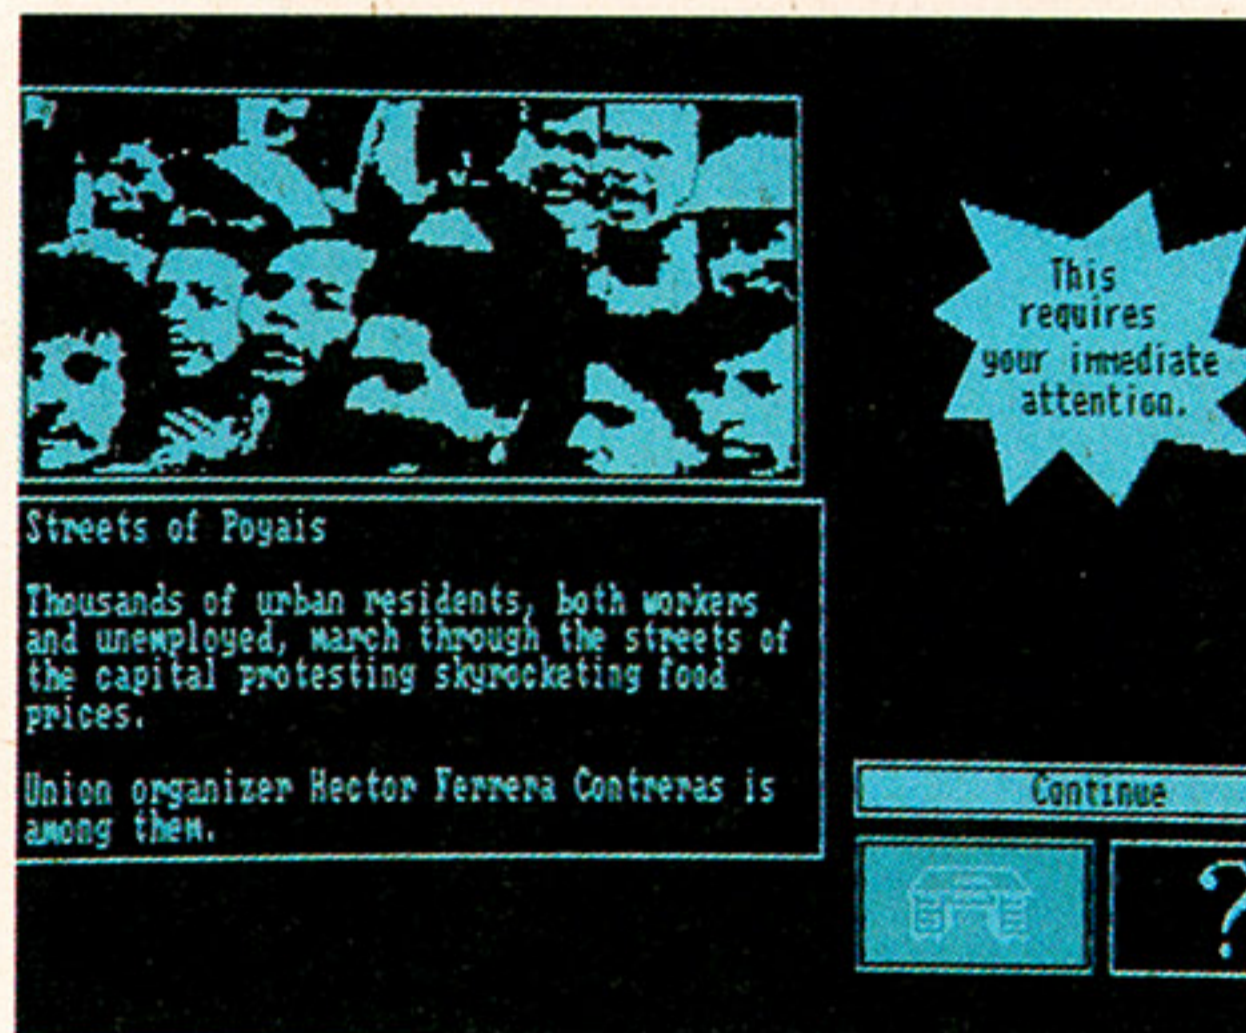 This
requires
your immediate
attention.
Streets of Poyais
Thousands of urban residents, both workers
and unemployed, march through the streets of
the capital protesting skyrocketing food
prices.
Union organizer Hector Ferrera Contreras is
among them.
Continue
?